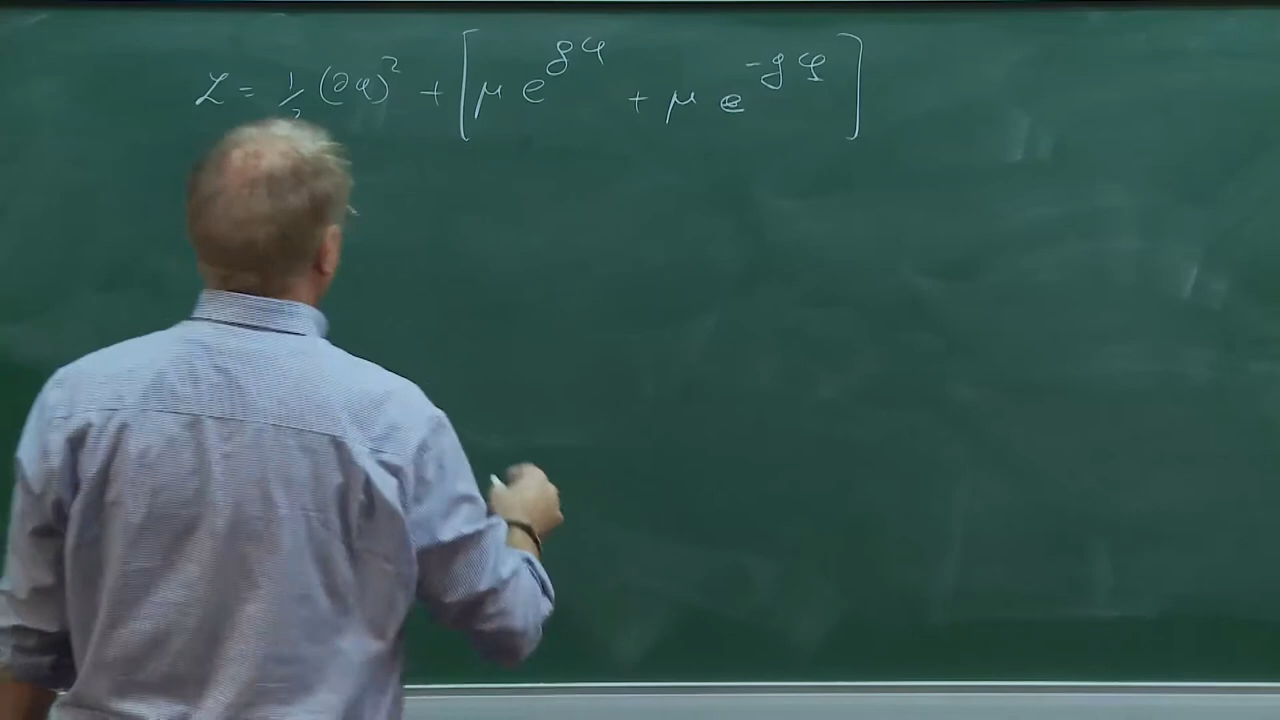 ℒ = 1/2 (∂φ)² + [ μ e^{gφ} + μ e^{-gφ} ]